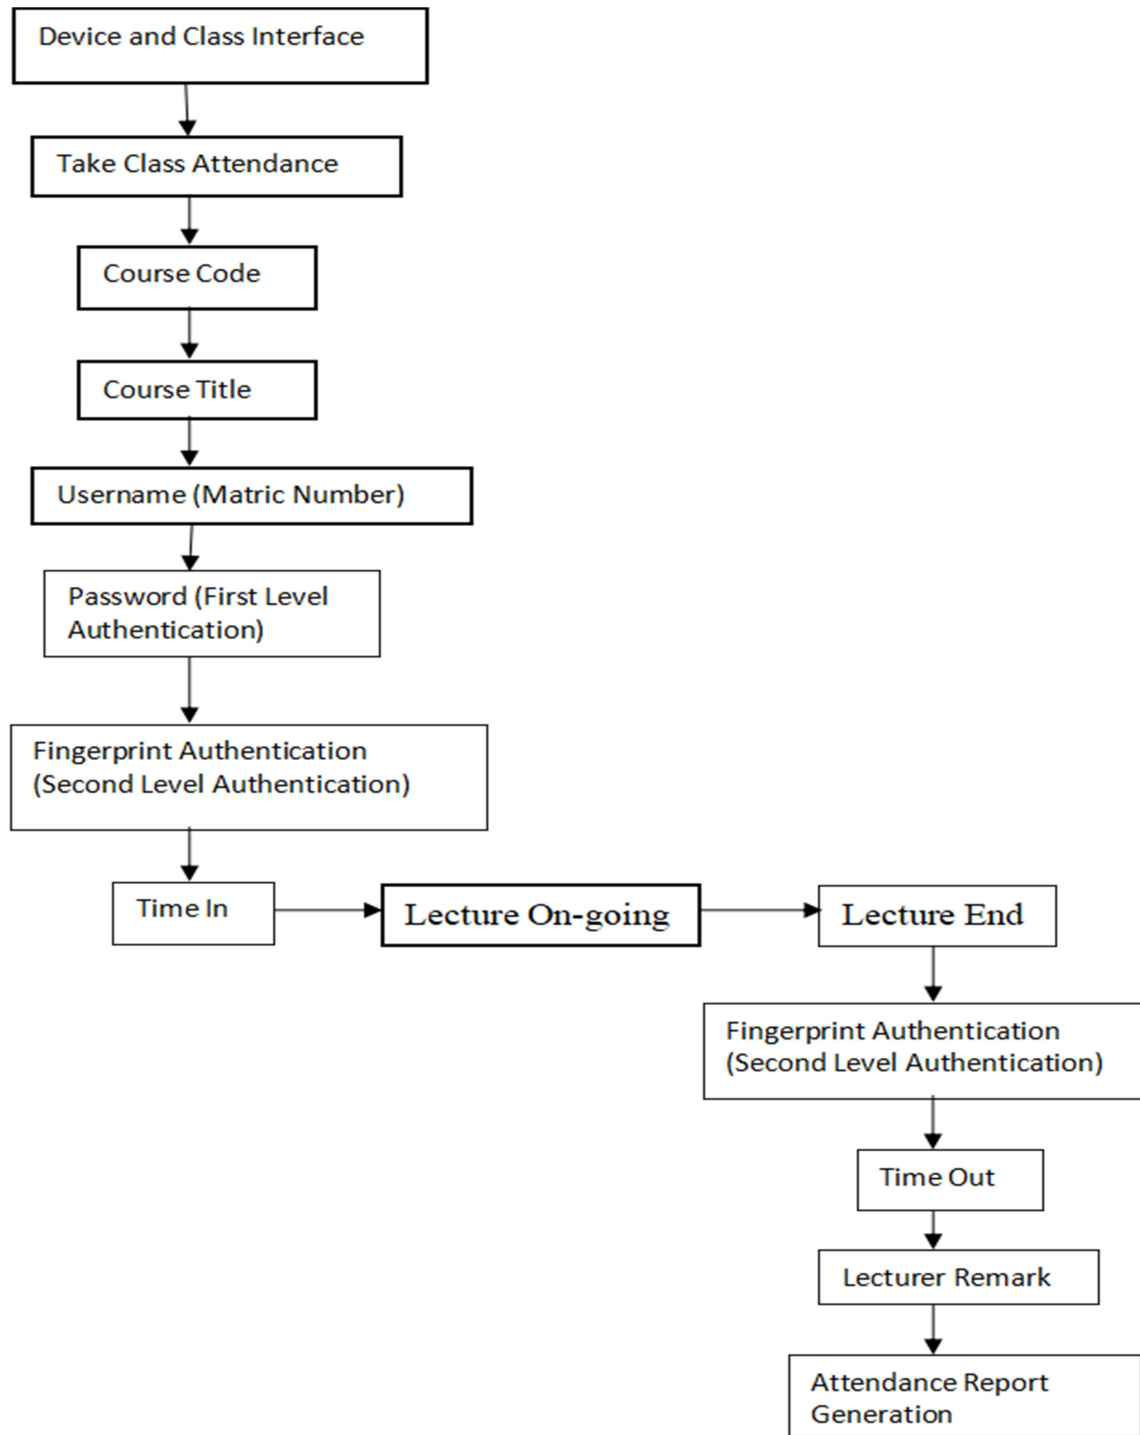 Device and Class Interface
Take Class Attendance
Course Code
Course Title
Username (Matric Number)
Password (First Level
Authentication)
Fingerprint Authentication
(Second Level Authentication)
Time In
Lecture On-going
Lecture End
Fingerprint Authentication
(Second Level Authentication)
Time Out
Lecturer Remark
Attendance Report
Generation